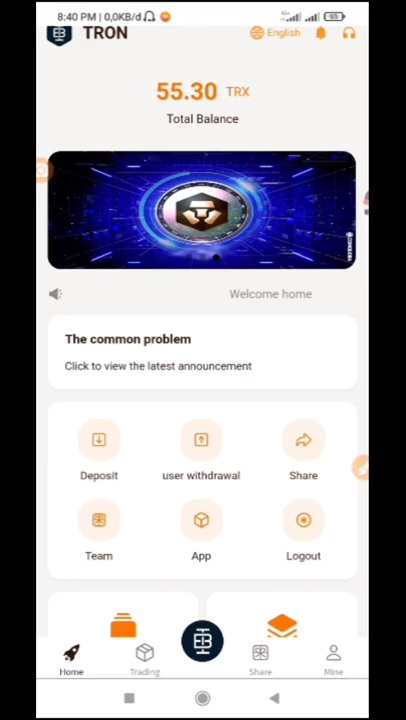 8:40 PM | 0,0KB/d
95
TRON
English
55.30 TRX
Total Balance
Welcome home
The common problem
Click to view the latest announcement
Deposit
user withdrawal
Share
Team
App
Logout
Home
Trading
Share
Mine